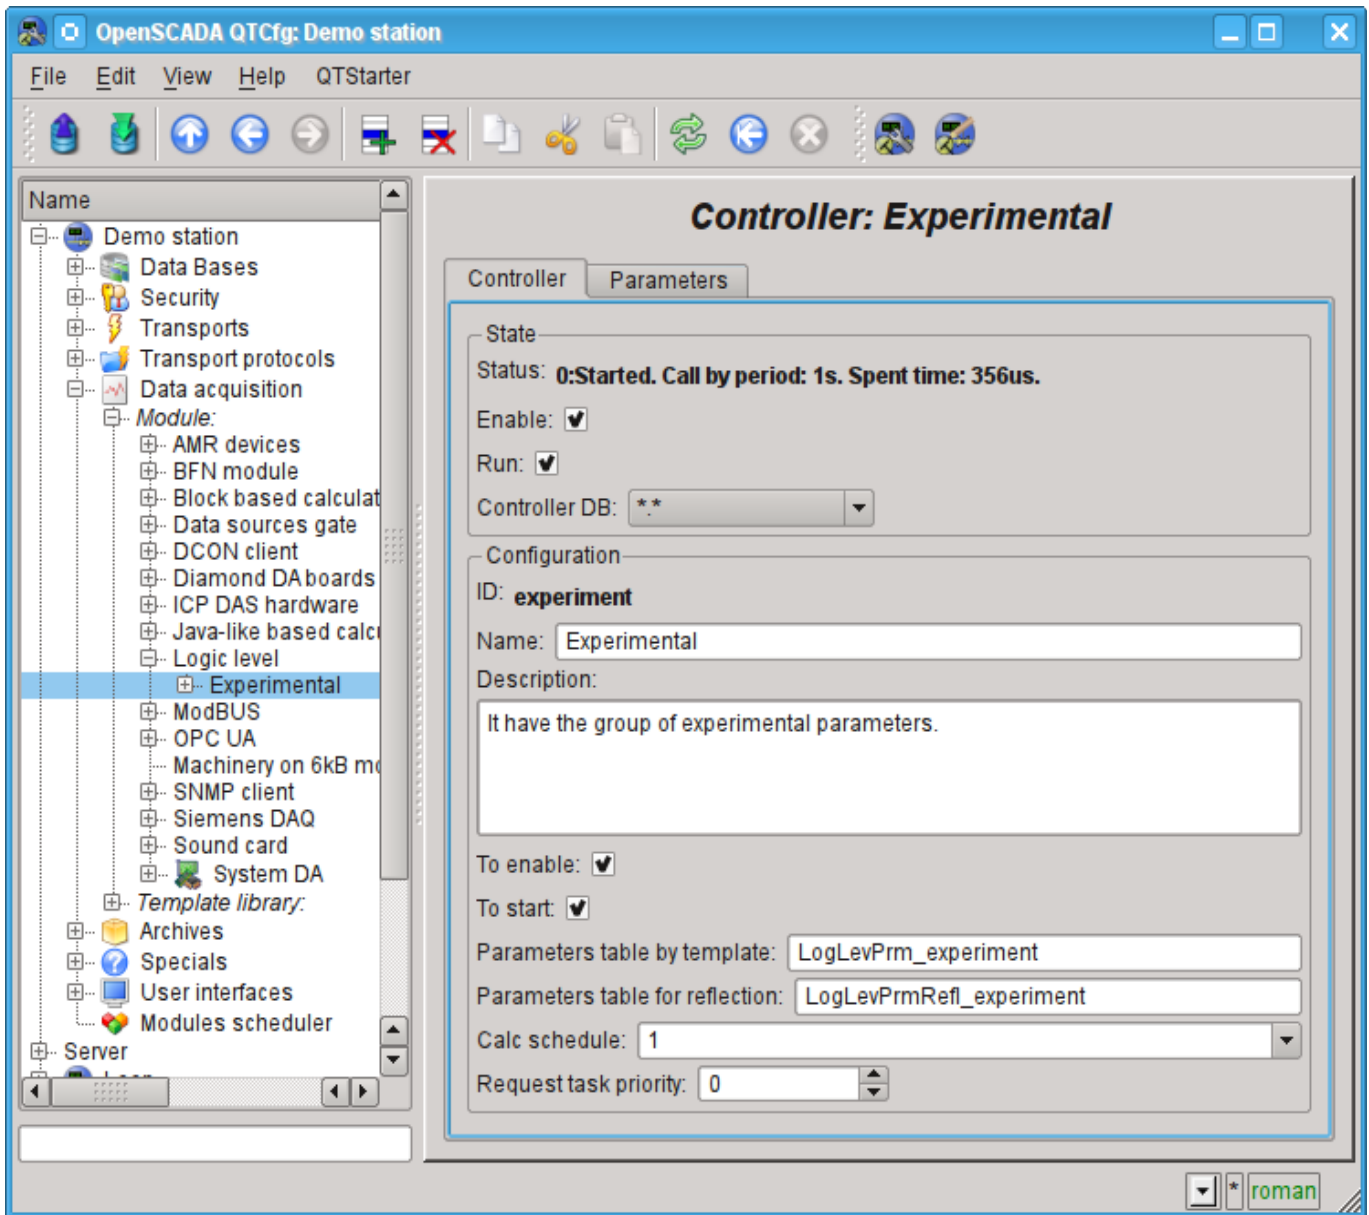 OpenSCADA QTCfg: Demo station
File Edit View Help QTStarter
Name
Demo station
Data Bases
Security
Transports
Transport protocols
Data acquisition
Module:
AMR devices
BFN module
Block based calculat
Data sources gate
DCON client
Diamond DA boards
ICP DAS hardware
Java-like based calc
Logic level
Experimental
ModBUS
OPC UA
Machinery on 6kB mo
SNMP client
Siemens DAQ
Sound card
System DA
Template library:
Archives
Specials
User interfaces
Modules scheduler
Server
Controller: Experimental
Controller Parameters
State
Status: 0:Started. Call by period: 1s. Spent time: 356us.
Enable:
Run:
Controller DB: *.*
Configuration
ID: experiment
Name: Experimental
Description:
It have the group of experimental parameters.
To enable:
To start:
Parameters table by template: LogLevPrm_experiment
Parameters table for reflection: LogLevPrmRefl_experiment
Calc schedule: 1
Request task priority: 0
* roman